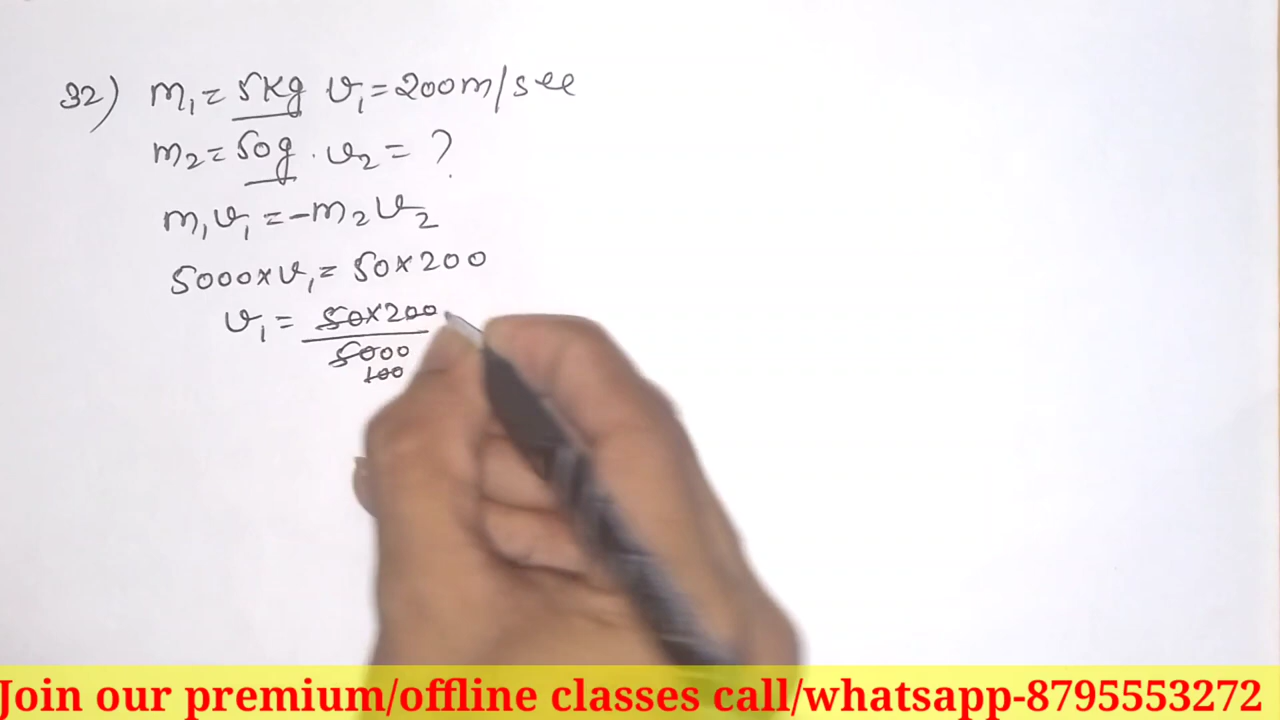 32) m₁ = 5Kg v₁ = 200m/sec
m₂ = 50g . v₂ = ?
m₁v₁ = -m₂v₂
5000×v₁ = 50×200
v₁ = 50×200
5000
100
Join our premium/offline classes call/whatsapp-8795553272